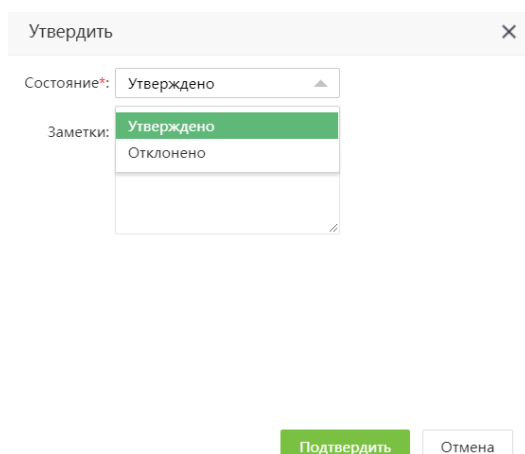 Утвердить
Состояние*: Утверждено
Заметки: Утверждено
Отклонено
Подтвердить Отмена